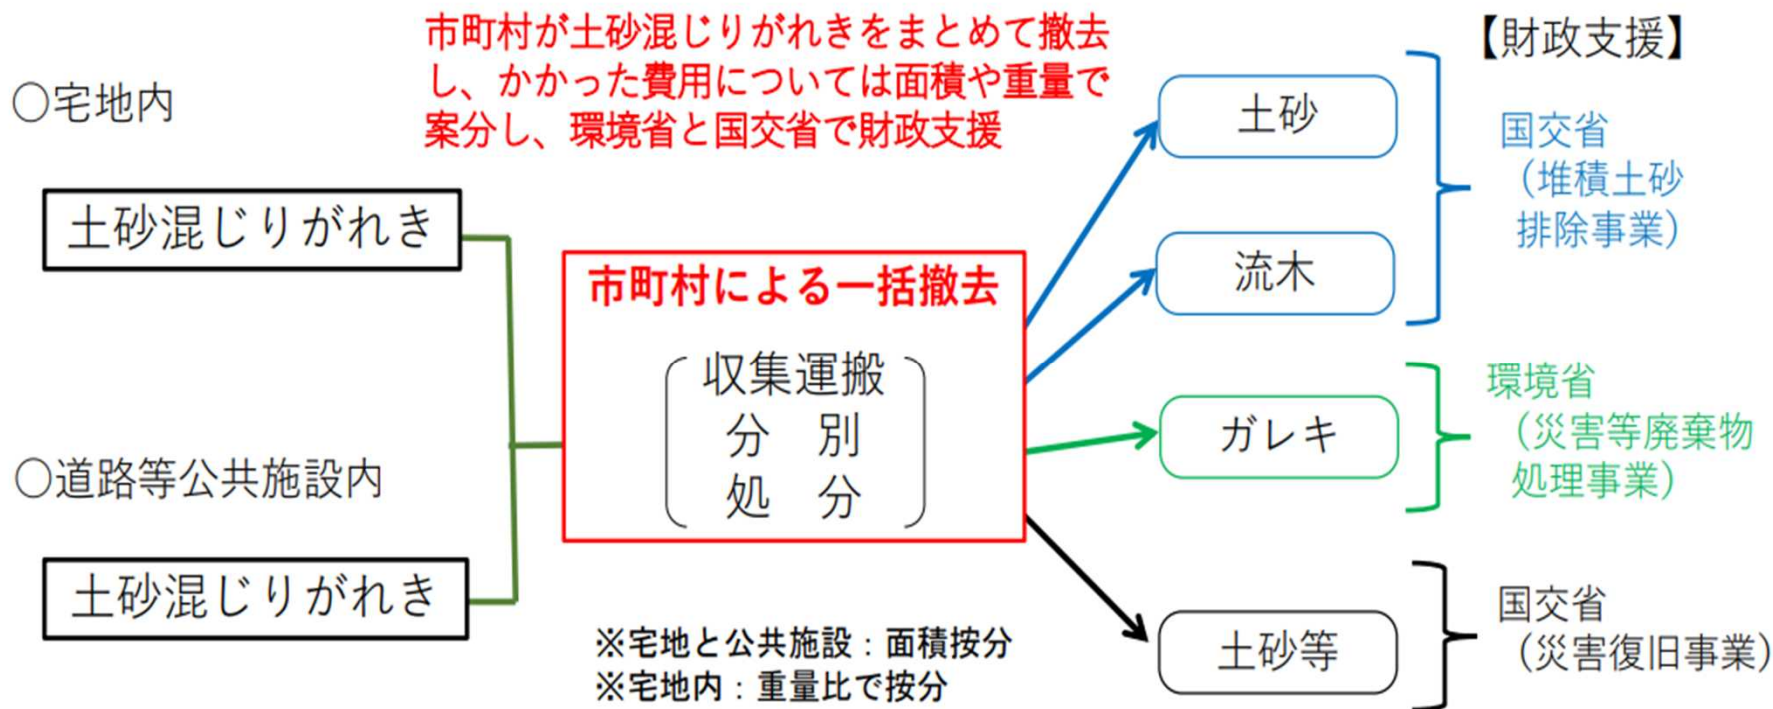 市町村が土砂混じりがれきをまとめて撤去
し、かかった費用については面積や重量で
案分し、環境省と国交省で財政支援
【財政支援】
○宅地内
土砂混じりがれき
○道路等公共施設内
土砂混じりがれき
市町村による一括撤去
収集運搬
分　別
処　分
※宅地と公共施設：面積按分
※宅地内：重量比で按分
土砂
流木
国交省
（堆積土砂
排除事業）
ガレキ
環境省
（災害等廃棄物
処理事業）
土砂等
国交省
（災害復旧事業）